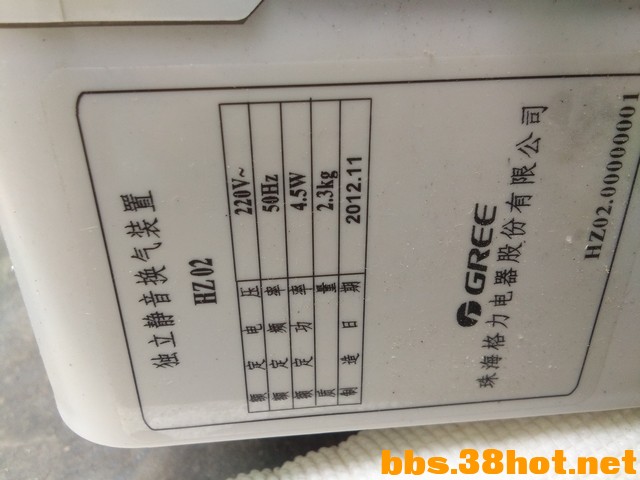 独立静音换气装置
HZ02
额定电压 220V~
额定频率 50Hz
额定功率 4.5W
质量 2.3kg
制造日期 2012.11
GREE
珠海格力电器股份有限公司
HZ02.00000001
bbs.38hot.net